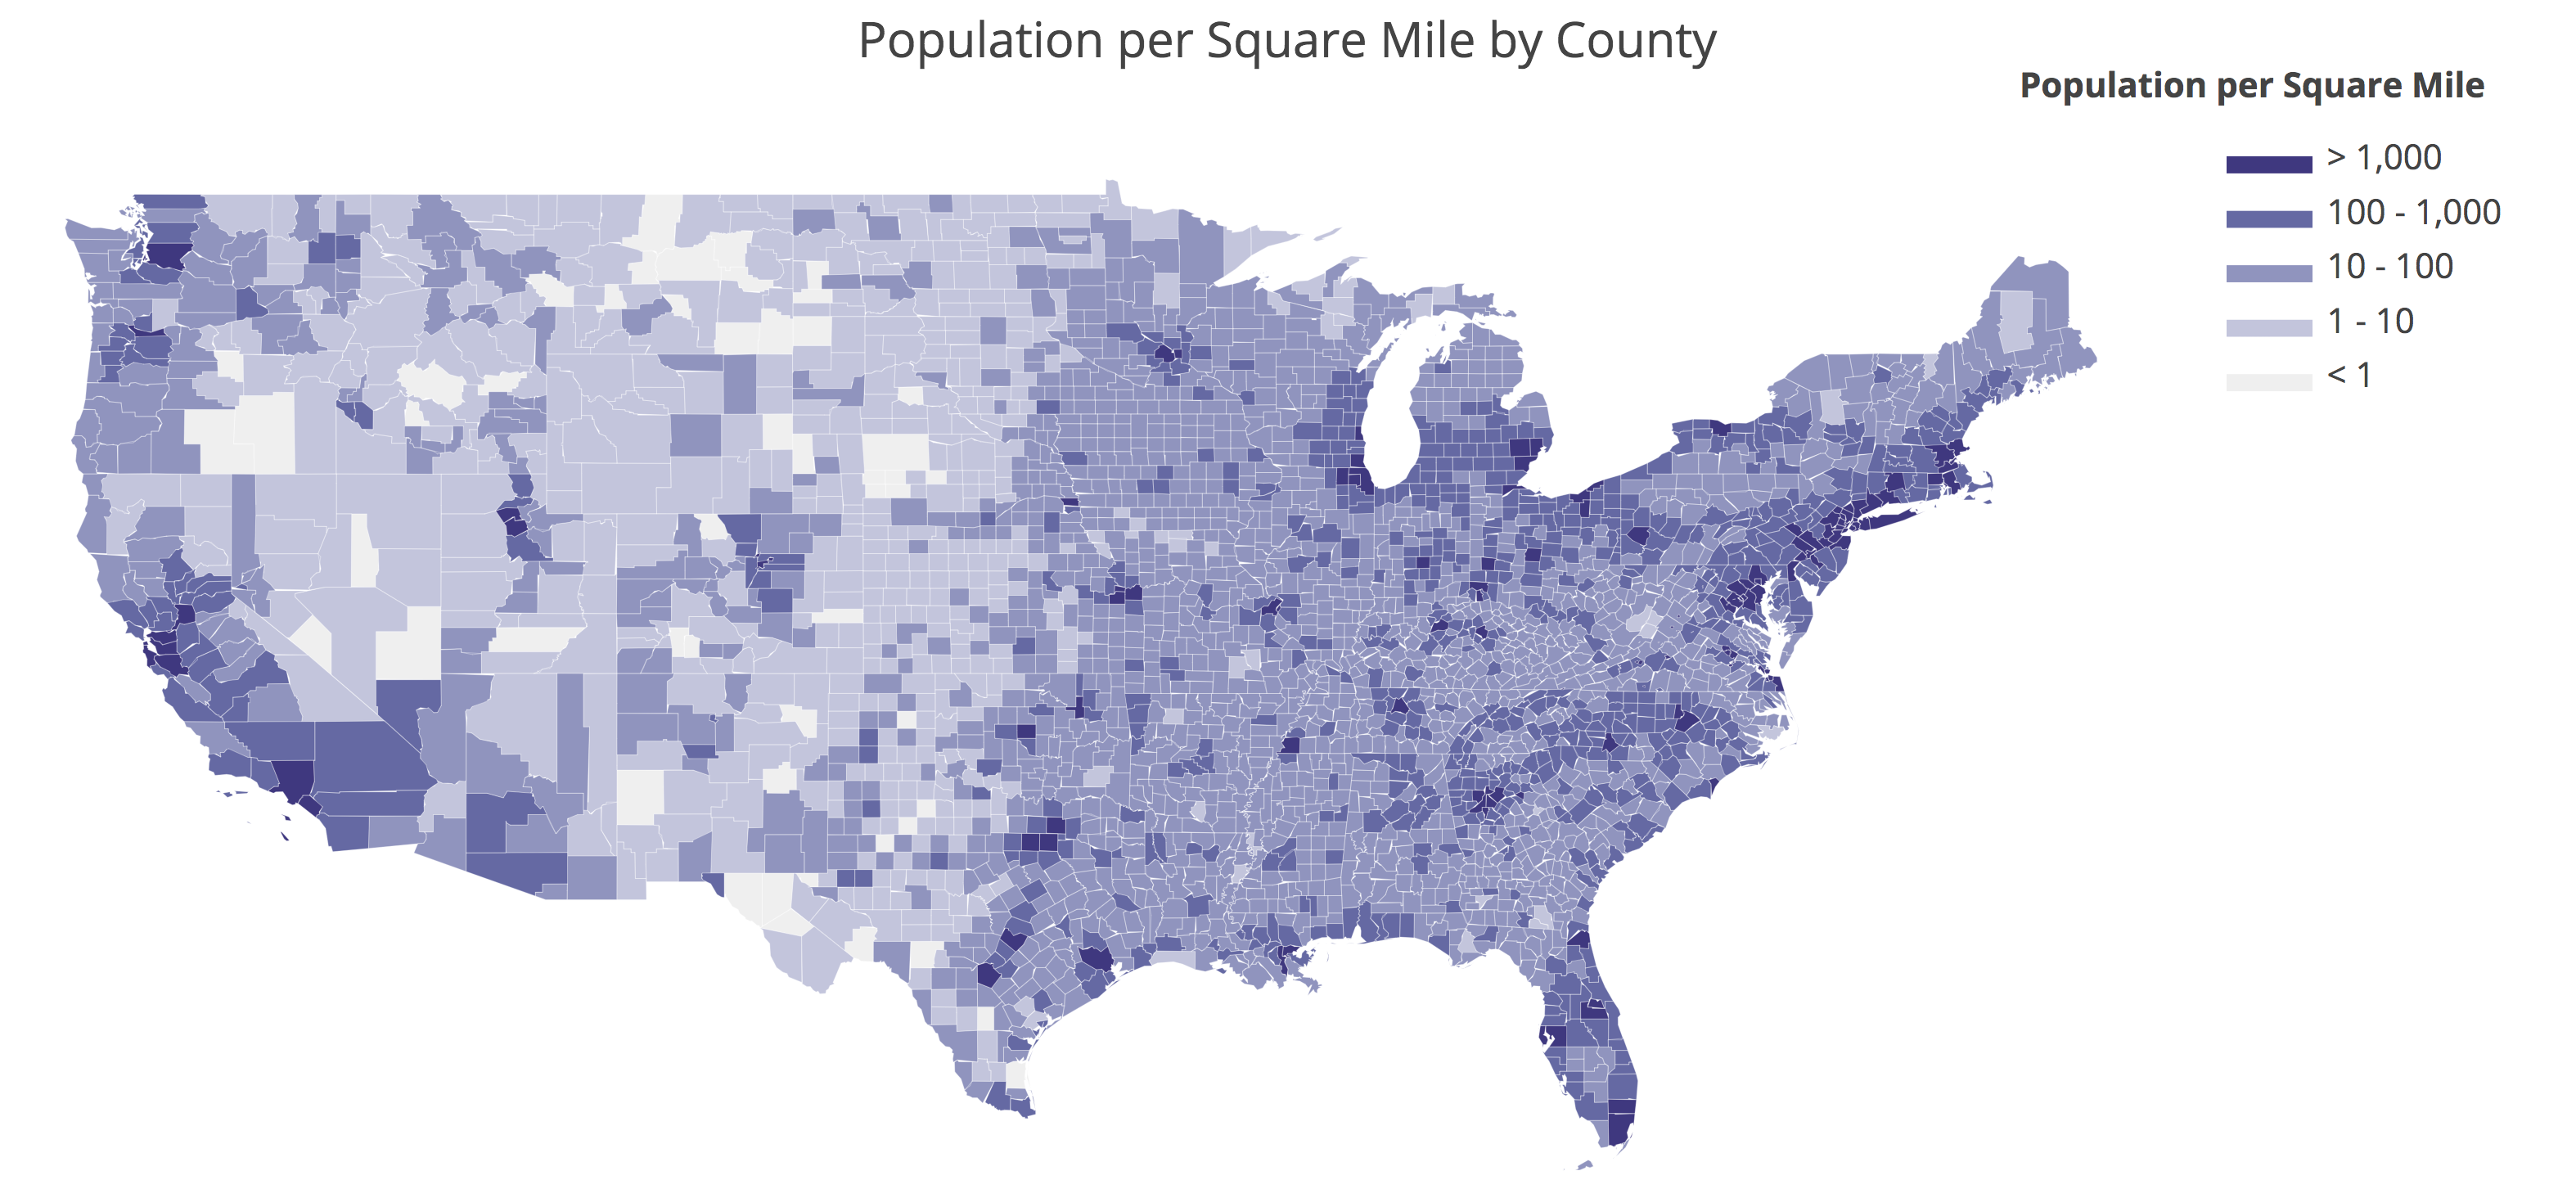 Population per Square Mile by County
Population per Square Mile
> 1,000
100 - 1,000
10 - 100
1 - 10
< 1